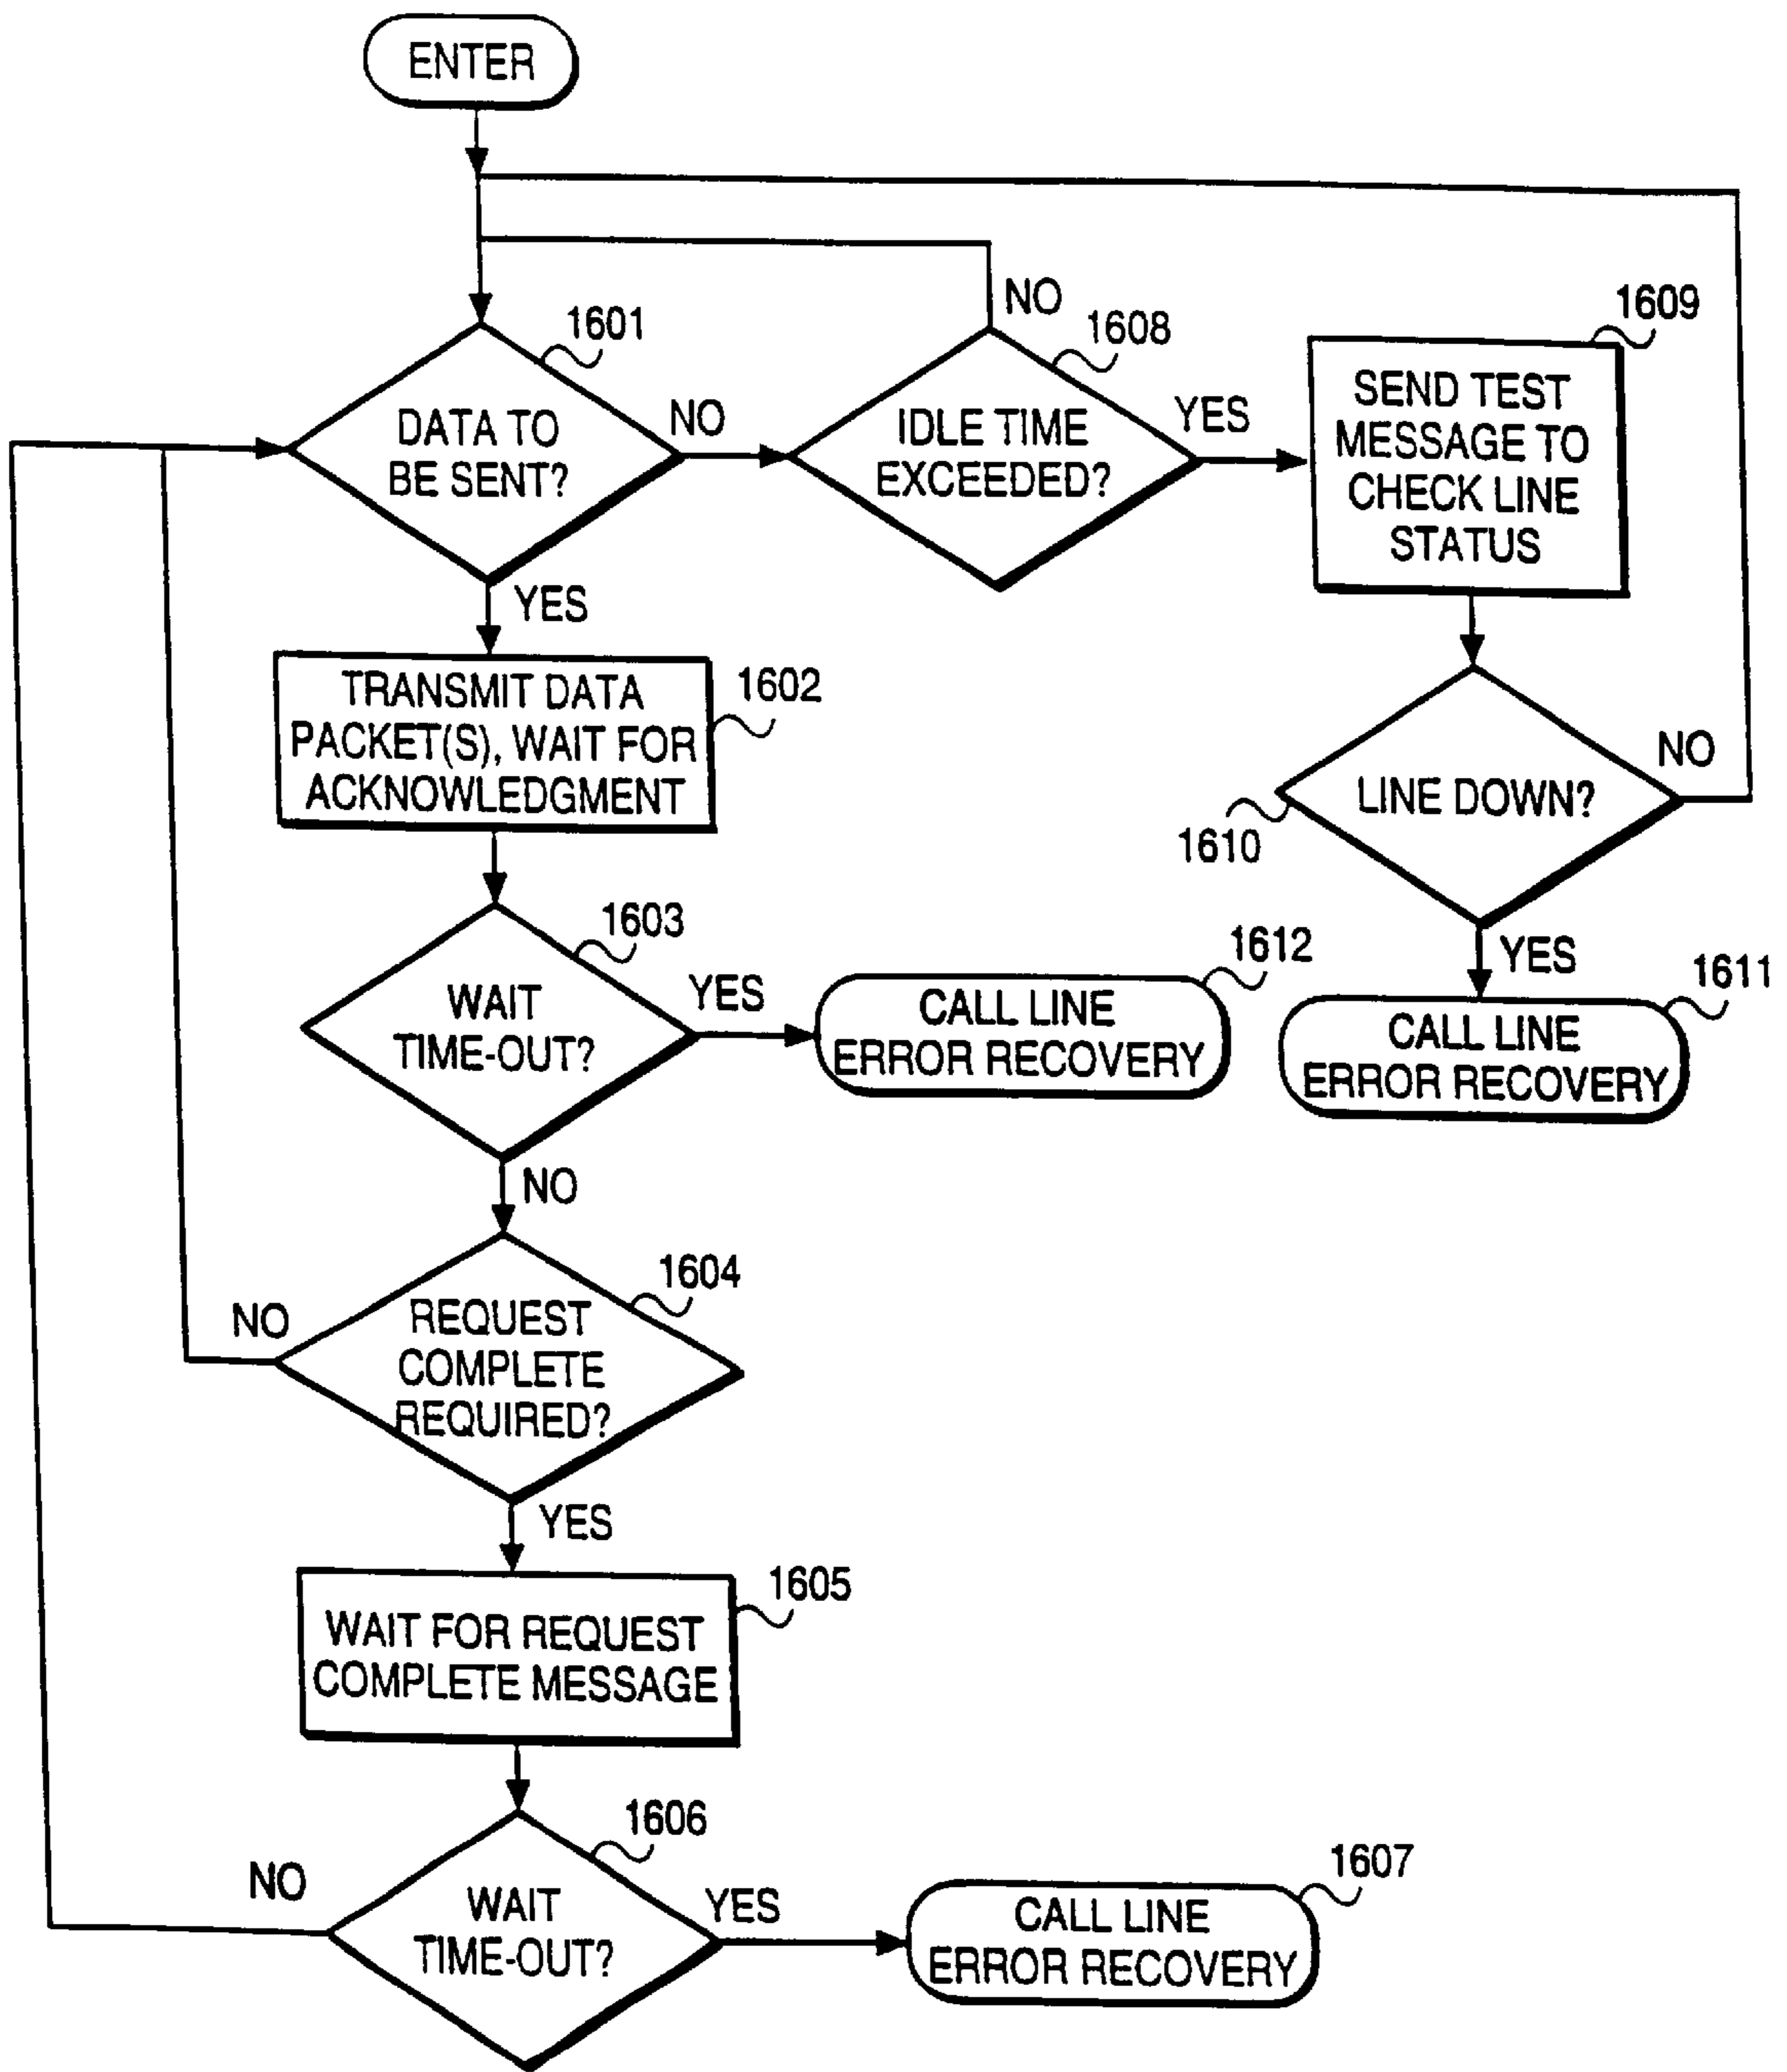 ENTER
1601
DATA TO
BE SENT?
NO
YES
NO
1608
IDLE TIME
EXCEEDED?
YES
1609
SEND TEST
MESSAGE TO
CHECK LINE
STATUS
1602
TRANSMIT DATA
PACKET(S), WAIT FOR
ACKNOWLEDGMENT
LINE DOWN?
1610
NO
YES
1611
CALL LINE
ERROR RECOVERY
1603
WAIT
TIME-OUT?
YES
1612
CALL LINE
ERROR RECOVERY
NO
1604
REQUEST
COMPLETE
REQUIRED?
NO
YES
1605
WAIT FOR REQUEST
COMPLETE MESSAGE
1606
WAIT
TIME-OUT?
NO
YES
1607
CALL LINE
ERROR RECOVERY